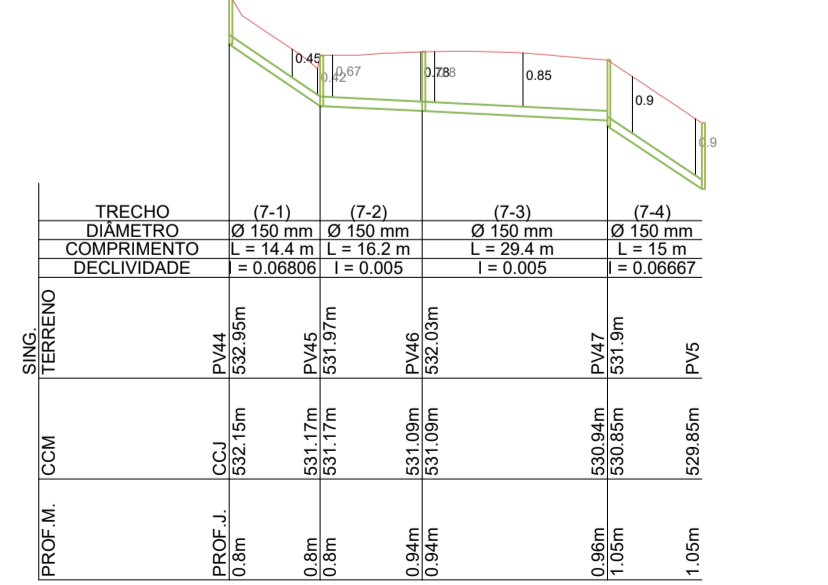 0.45
0.42
0.67
0.78
0.85
0.9
0.9
TRECHO (7-1) (7-2) (7-3) (7-4)
DIÂMETRO Ø 150 mm Ø 150 mm Ø 150 mm Ø 150 mm
COMPRIMENTO L = 14.4 m L = 16.2 m L = 29.4 m L = 15 m
DECLIVIDADE I = 0.06806 I = 0.005 I = 0.005 I = 0.06667
SING.
TERRENO PV44 532.95m PV45 531.97m PV46 532.03m PV47 531.9m PV5
CCM CCJ 532.15m 531.17m 531.17m 531.09m 531.09m 530.94m 530.85m 529.85m
PROF.M. PROF.J. 0.8m 0.8m 0.8m 0.94m 0.94m 0.96m 1.05m 1.05m